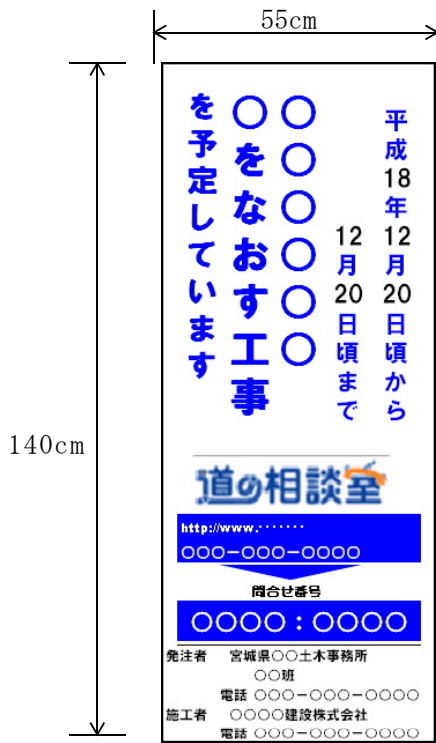 55cm
140cm
平成18年12月20日頃から
12月20日頃まで
○○○○○○
○をなおす工事
を予定しています
道の相談室
http://www.·······
○○○-○○○-○○○○
問合せ番号
○○○○:○○○○
発注者 宮城県○○土木事務所
○○班
電話 ○○○-○○○-○○○○
施工者 ○○○○建設株式会社
電話 ○○○-○○○-○○○○